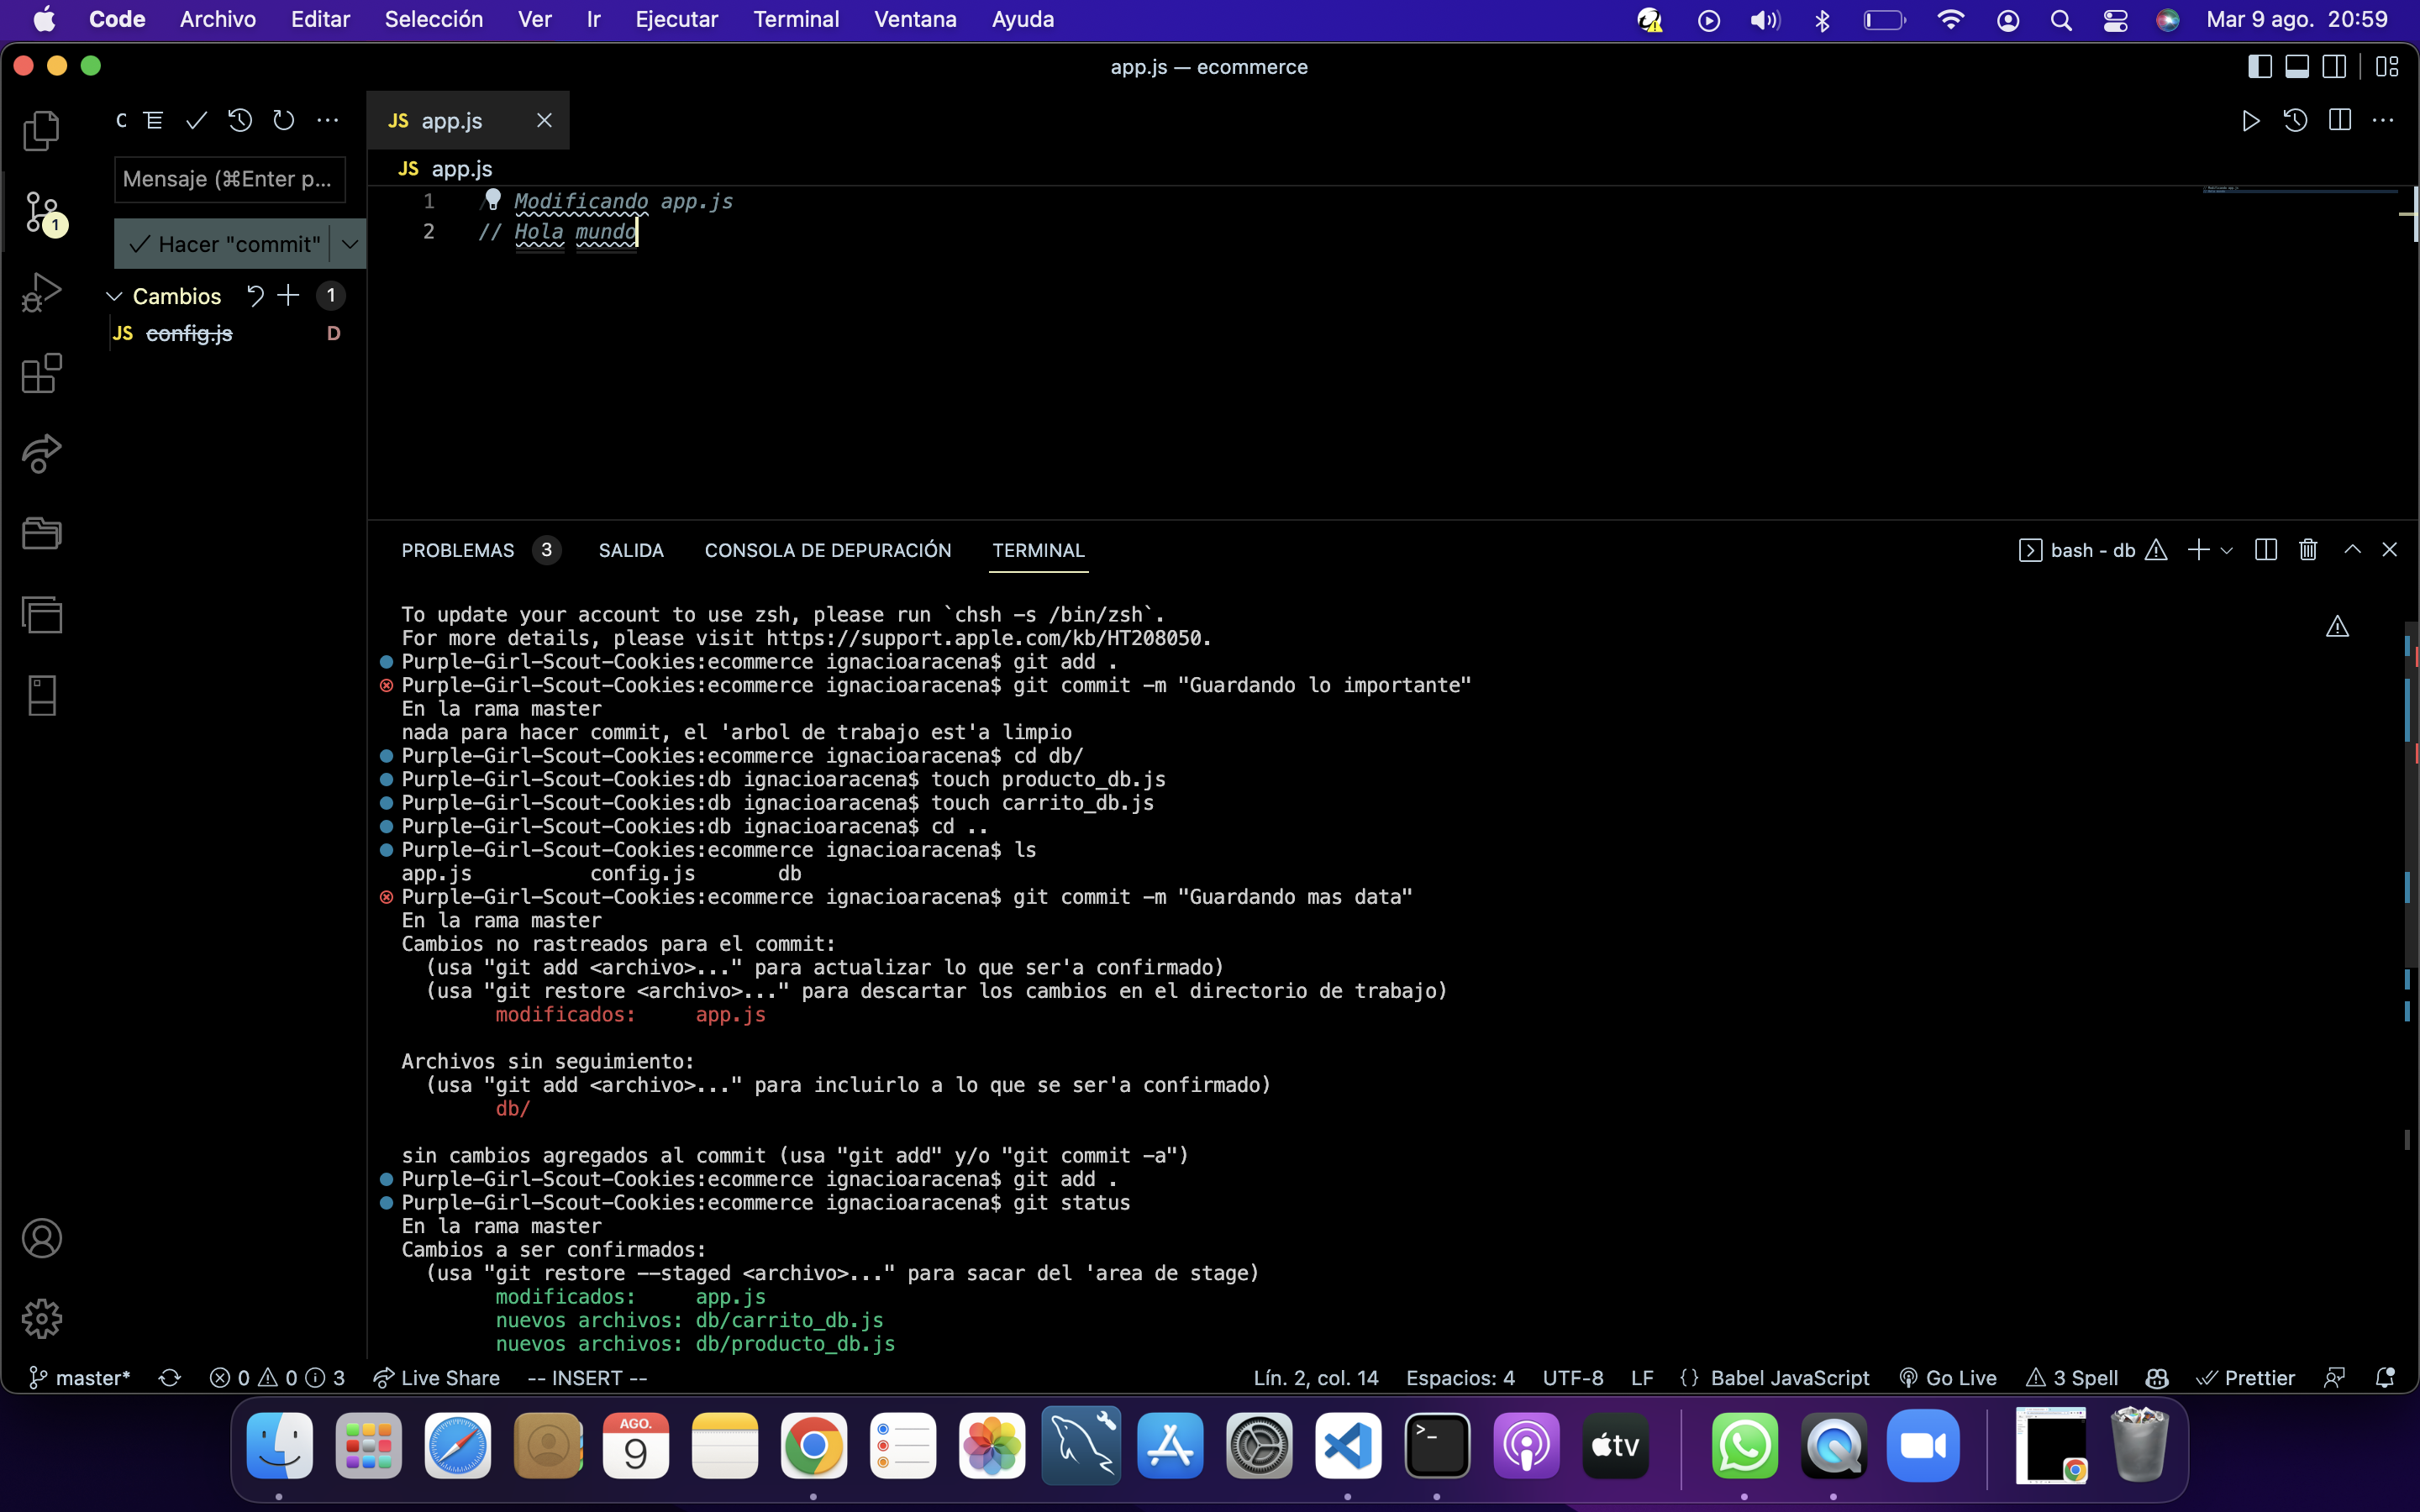 Code Archivo Editar Selección Ver Ir Ejecutar Terminal Ventana Ayuda Mar 9 ago. 20:59
app.js — ecommerce
C
JS app.js
Mensaje (⌘Enter p...
JS app.js
1 Modificando app.js
1
2 // Hola mundo
Hacer "commit"
Cambios 1
JS config.js D
PROBLEMAS 3 SALIDA CONSOLA DE DEPURACIÓN TERMINAL bash - db
To update your account to use zsh, please run `chsh -s /bin/zsh`.
For more details, please visit https://support.apple.com/kb/HT208050.
Purple-Girl-Scout-Cookies:ecommerce ignacioaracena$ git add .
Purple-Girl-Scout-Cookies:ecommerce ignacioaracena$ git commit -m "Guardando lo importante"
En la rama master
nada para hacer commit, el 'arbol de trabajo est'a limpio
Purple-Girl-Scout-Cookies:ecommerce ignacioaracena$ cd db/
Purple-Girl-Scout-Cookies:db ignacioaracena$ touch producto_db.js
Purple-Girl-Scout-Cookies:db ignacioaracena$ touch carrito_db.js
Purple-Girl-Scout-Cookies:db ignacioaracena$ cd ..
Purple-Girl-Scout-Cookies:ecommerce ignacioaracena$ ls
app.js config.js db
Purple-Girl-Scout-Cookies:ecommerce ignacioaracena$ git commit -m "Guardando mas data"
En la rama master
Cambios no rastreados para el commit:
(usa "git add <archivo>..." para actualizar lo que ser'a confirmado)
(usa "git restore <archivo>..." para descartar los cambios en el directorio de trabajo)
modificados: app.js
Archivos sin seguimiento:
(usa "git add <archivo>..." para incluirlo a lo que se ser'a confirmado)
db/
sin cambios agregados al commit (usa "git add" y/o "git commit -a")
Purple-Girl-Scout-Cookies:ecommerce ignacioaracena$ git add .
Purple-Girl-Scout-Cookies:ecommerce ignacioaracena$ git status
En la rama master
Cambios a ser confirmados:
(usa "git restore --staged <archivo>..." para sacar del 'area de stage)
modificados: app.js
nuevos archivos: db/carrito_db.js
nuevos archivos: db/producto_db.js
master* 0 0 3 Live Share -- INSERT -- Lín. 2, col. 14 Espacios: 4 UTF-8 LF {} Babel JavaScript Go Live 3 Spell Prettier
AGO.
9
>_
tv